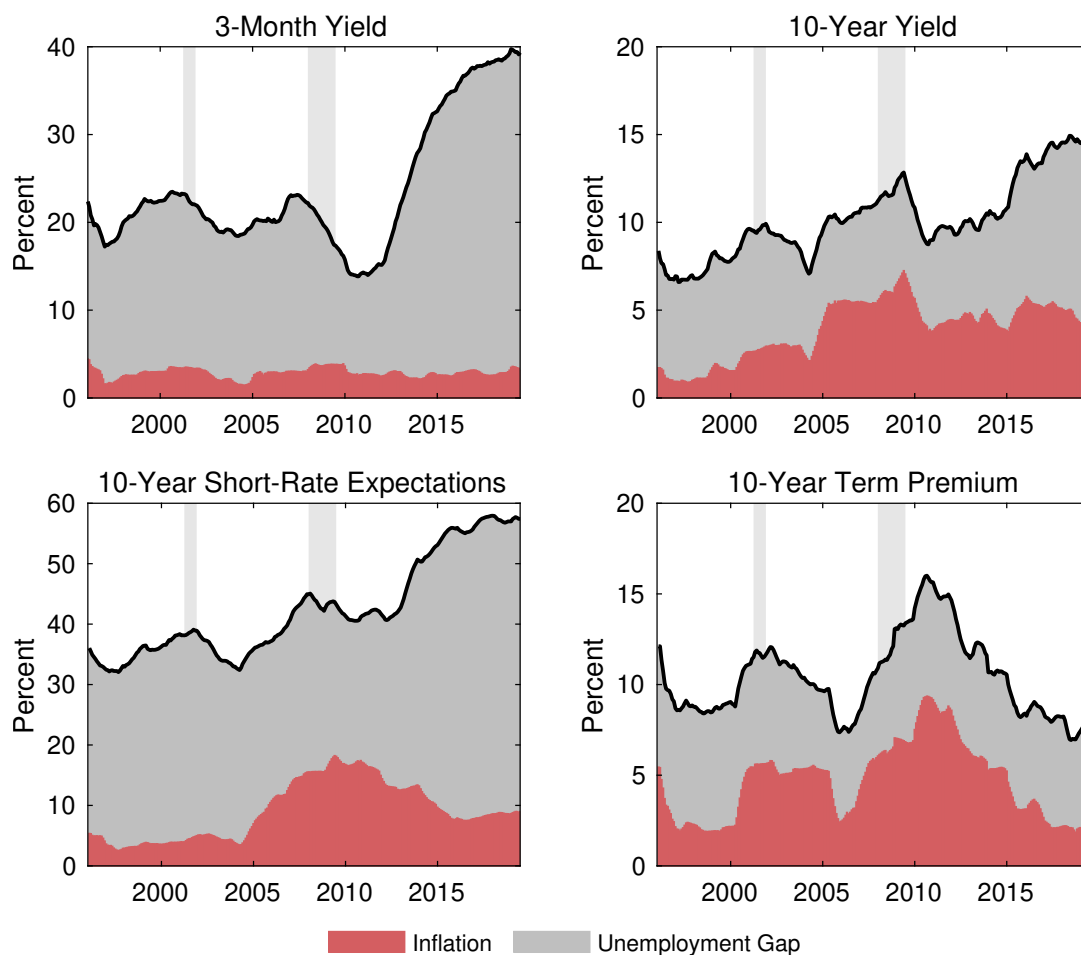 3-Month Yield
40
30
20
10
0
Percent
2000 2005 2010 2015
10-Year Yield
20
15
10
5
0
Percent
2000 2005 2010 2015
10-Year Short-Rate Expectations
60
50
40
30
20
10
0
Percent
2000 2005 2010 2015
10-Year Term Premium
20
15
10
5
0
Percent
2000 2005 2010 2015
Inflation Unemployment Gap